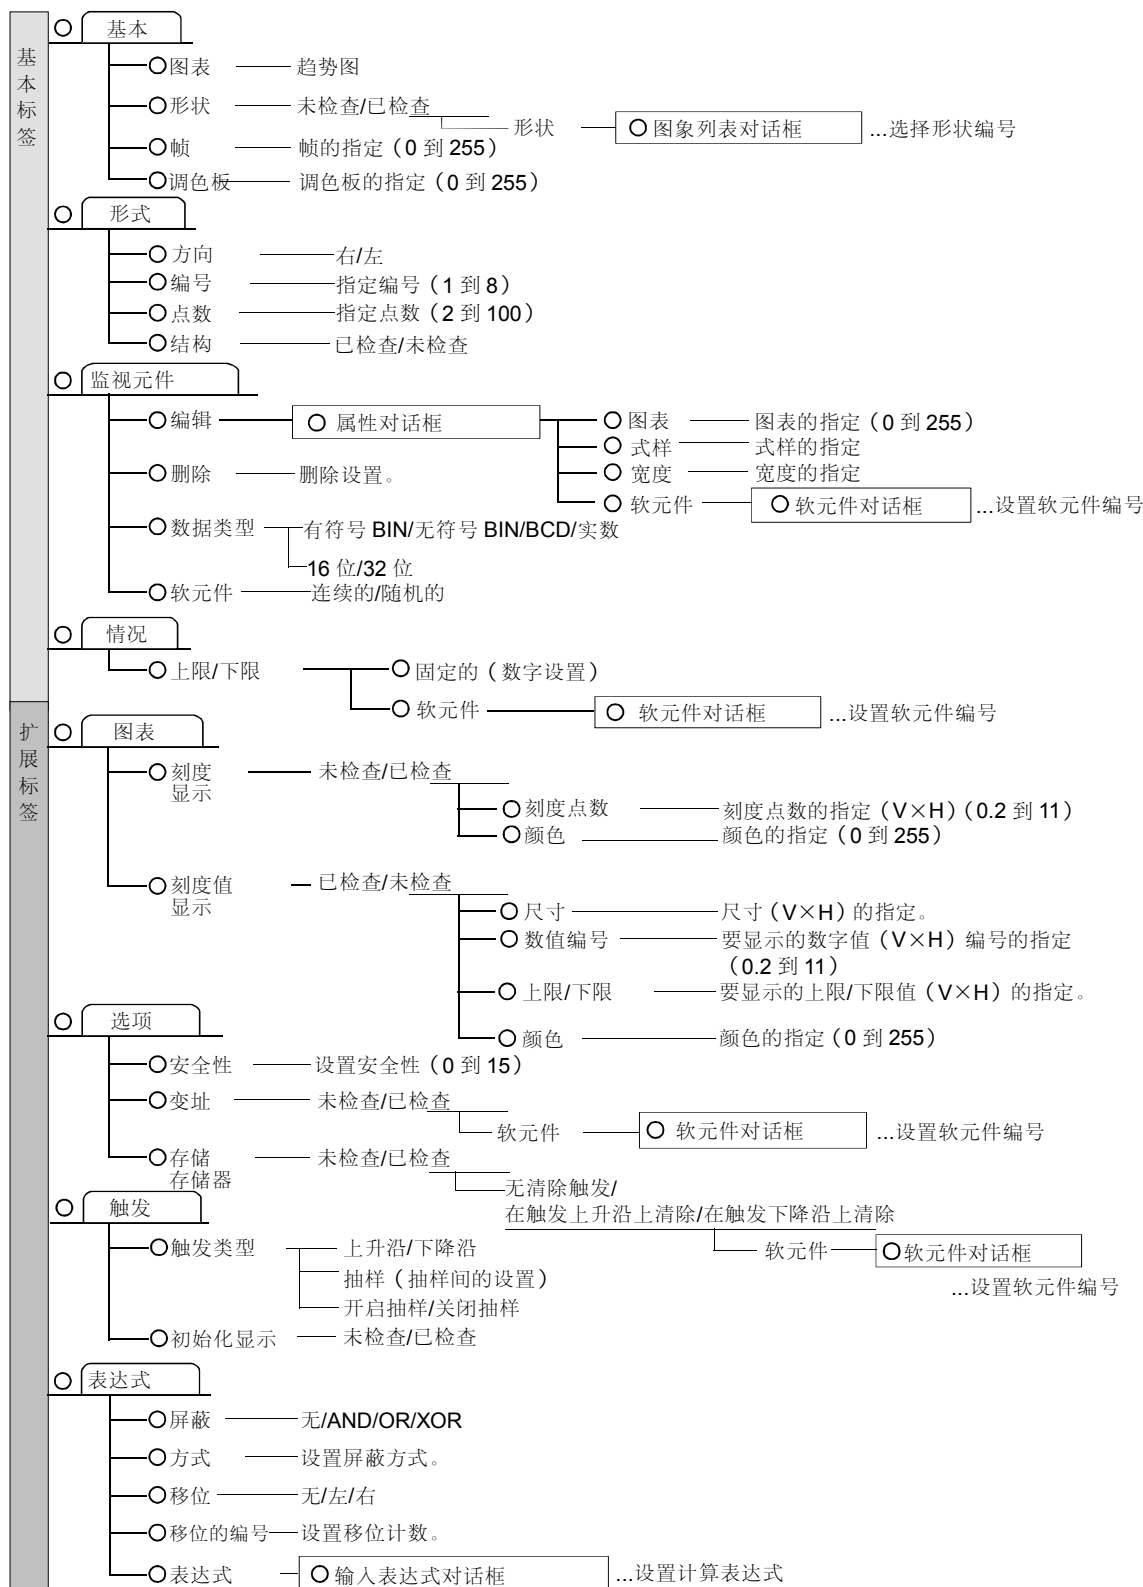 基本标签
基本
图表 趋势图
形状 未检查/已检查
形状 图象列表对话框 ...选择形状编号
帧 帧的指定（0 到 255）
调色板 调色板的指定（0 到 255）
形式
方向 右/左
编号 指定编号（1 到 8）
点数 指定点数（2 到 100）
结构 已检查/未检查
监视元件
编辑 属性对话框 图表 图表的指定（0 到 255）
式样 式样的指定
删除 删除设置。 宽度 宽度的指定
软元件 软元件对话框 ...设置软元件编号
数据类型 有符号 BIN/无符号 BIN/BCD/实数
16 位/32 位
软元件 连续的/随机的
情况
上限/下限 固定的（数字设置）
软元件 软元件对话框 ...设置软元件编号
扩展标签
图表
刻度显示 未检查/已检查
刻度点数 刻度点数的指定（V×H）（0.2 到 11）
颜色 颜色的指定（0 到 255）
刻度值显示 已检查/未检查
尺寸 尺寸（V×H）的指定。
数值编号 要显示的数字值（V×H）编号的指定
（0.2 到 11）
上限/下限 要显示的上限/下限值（V×H）的指定。
颜色 颜色的指定（0 到 255）
选项
安全性 设置安全性（0 到 15）
变址 未检查/已检查
软元件 软元件对话框 ...设置软元件编号
存储存储器 未检查/已检查
无清除触发/
在触发上升沿上清除/在触发下降沿上清除
软元件 软元件对话框
...设置软元件编号
触发
触发类型 上升沿/下降沿
抽样（抽样间的设置）
开启抽样/关闭抽样
初始化显示 未检查/已检查
表达式
屏蔽 无/AND/OR/XOR
方式 设置屏蔽方式。
移位 无/左/右
移位的编号 设置移位计数。
表达式 输入表达式对话框 ...设置计算表达式